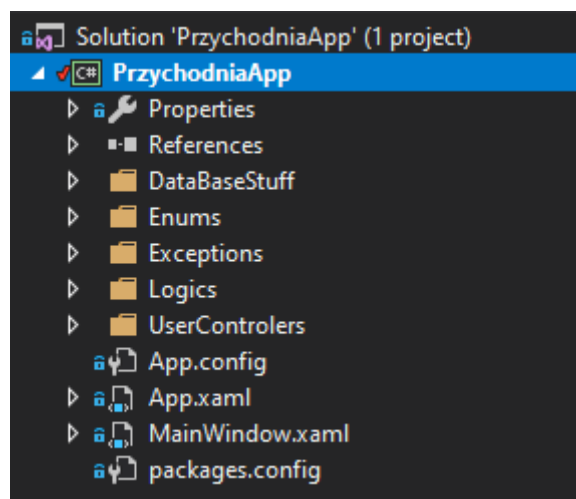 Solution 'PrzychodniaApp' (1 project)
C# PrzychodniaApp
Properties
References
DataBaseStuff
Enums
Exceptions
Logics
UserControlers
App.config
App.xaml
MainWindow.xaml
packages.config